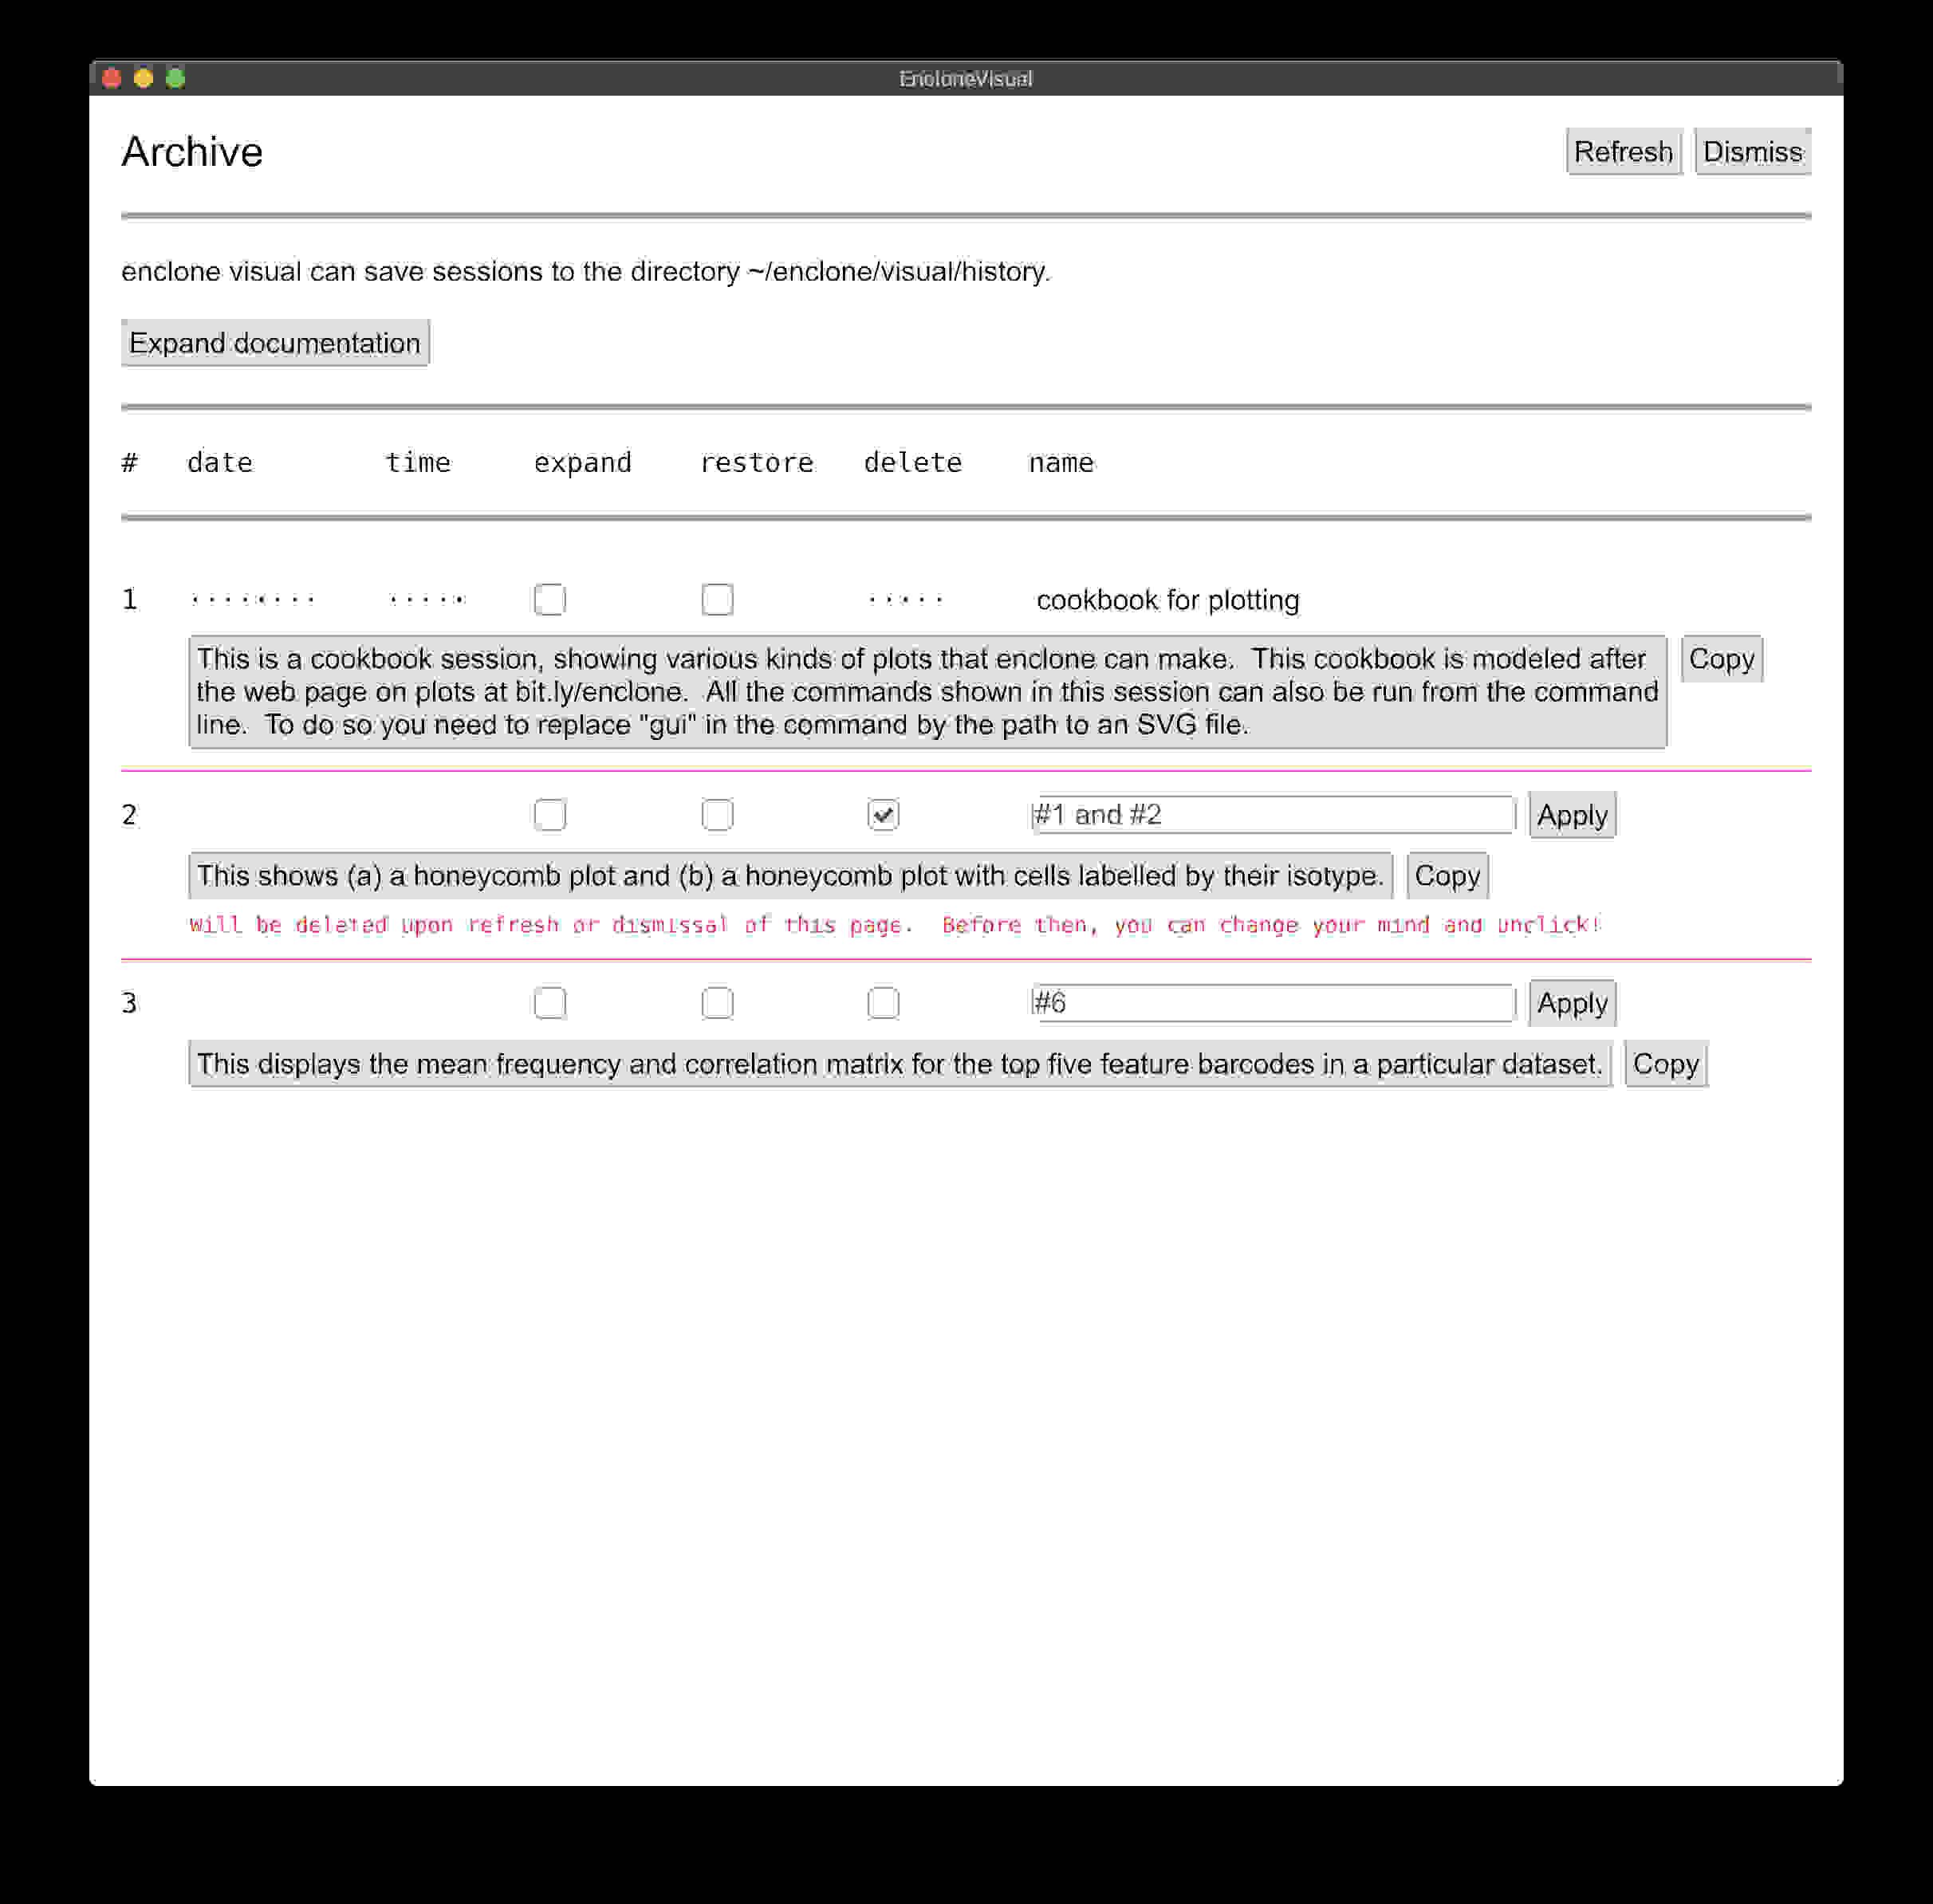 EncloneVisual
Archive Refresh Dismiss
enclone visual can save sessions to the directory ~/enclone/visual/history.
Expand documentation
# date time expand restore delete name
1 ········ ····· ····· cookbook for plotting
This is a cookbook session, showing various kinds of plots that enclone can make.  This cookbook is modeled after Copy
the web page on plots at bit.ly/enclone.  All the commands shown in this session can also be run from the command
line.  To do so you need to replace "gui" in the command by the path to an SVG file.
2 #1 and #2 Apply
This shows (a) a honeycomb plot and (b) a honeycomb plot with cells labelled by their isotype. Copy
Will be deleted upon refresh or dismissal of this page.  Before then, you can change your mind and unclick!
3 #6 Apply
This displays the mean frequency and correlation matrix for the top five feature barcodes in a particular dataset. Copy